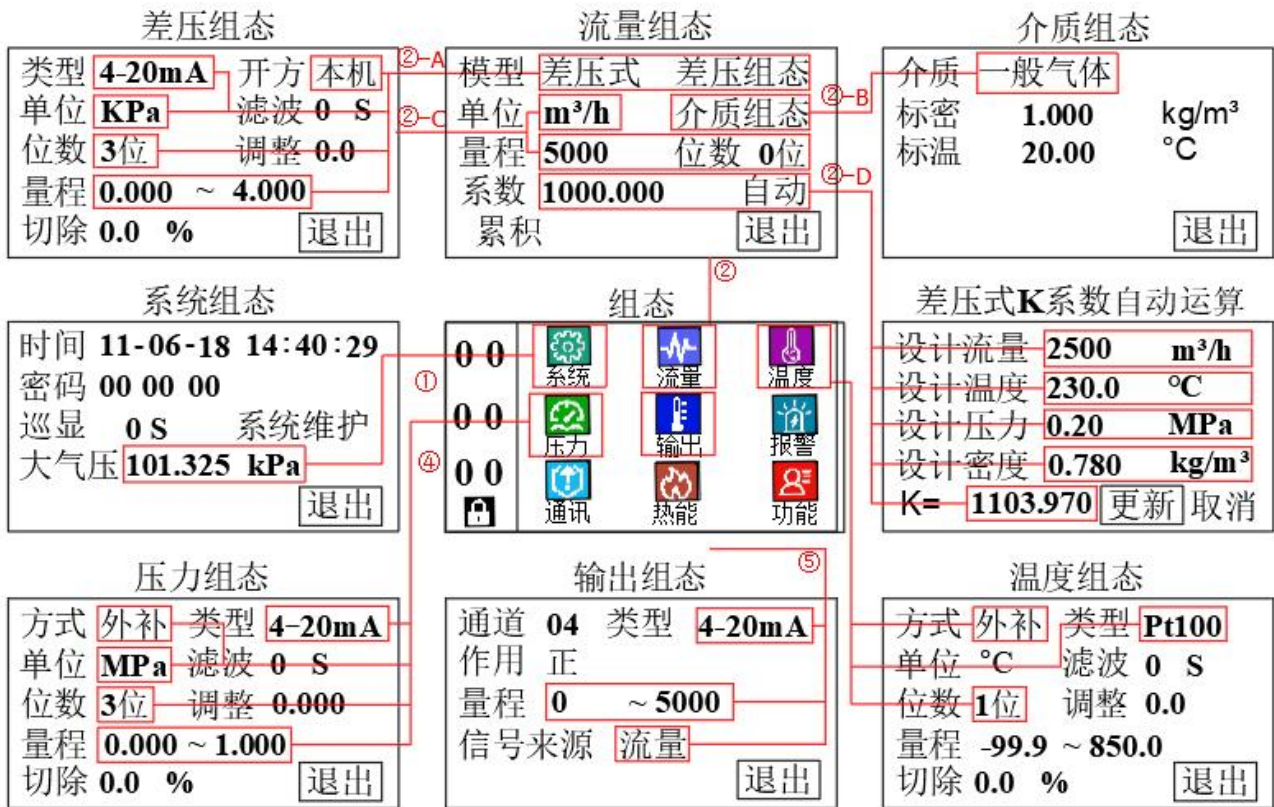 差压组态
类型 4-20mA 开方 本机
单位 KPa 滤波 0 S
位数 3位 调整 0.0
量程 0.000 ~ 4.000
切除 0.0 % 退出
②-A
②-C
流量组态
模型 差压式 差压组态
单位 m³/h 介质组态
量程 5000 位数 0位
系数 1000.000 自动
累积 退出
②-B
②-D
介质组态
介质 一般气体
标密 1.000 kg/m³
标温 20.00 °C
退出
系统组态
时间 11-06-18 14:40:29
密码 00 00 00
巡显 0 S 系统维护
大气压 101.325 kPa
退出
①
④
②
组态
0 0
0 0
0 0
系统 流量 温度
压力 输出 报警
通讯 热能 功能
差压式K系数自动运算
设计流量 2500 m³/h
设计温度 230.0 °C
设计压力 0.20 MPa
设计密度 0.780 kg/m³
K= 1103.970 更新 取消
压力组态
方式 外补 类型 4-20mA
单位 MPa 滤波 0 S
位数 3位 调整 0.000
量程 0.000 ~ 1.000
切除 0.0 % 退出
输出组态
⑤
通道 04 类型 4-20mA
作用 正
量程 0 ~ 5000
信号来源 流量
退出
温度组态
方式 外补 类型 Pt100
单位 °C 滤波 0 S
位数 1位 调整 0.0
量程 -99.9 ~ 850.0
切除 0.0 % 退出